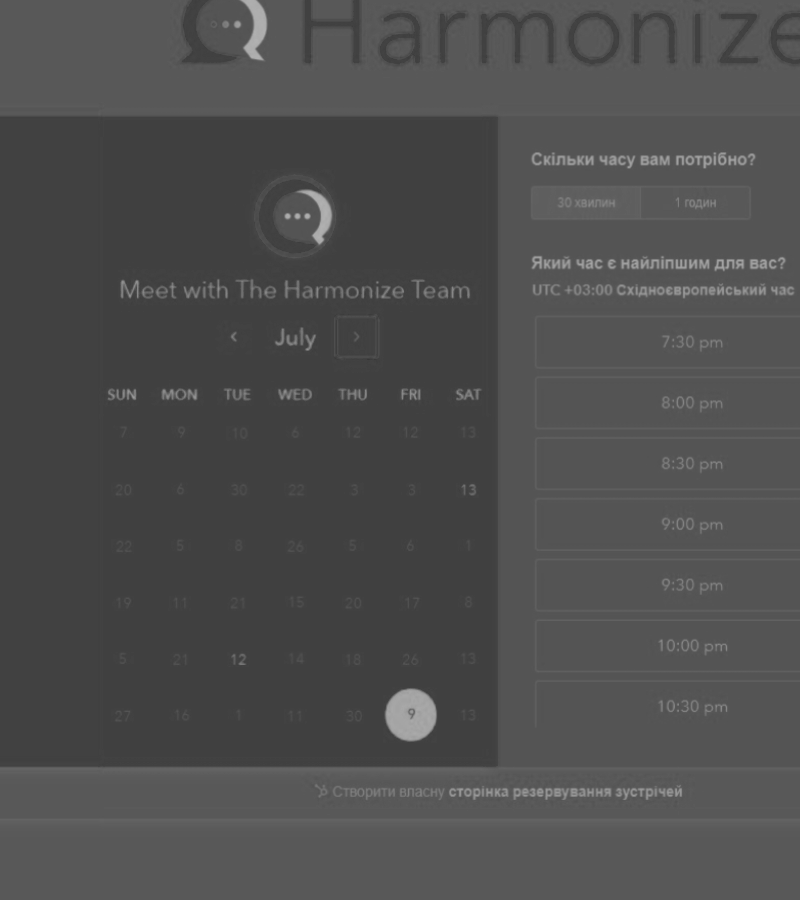 Harmonize
Meet with The Harmonize Team
July
SUN MON TUE WED THU FRI SAT
7 9 10 6 12 12 13
20 6 30 22 3 3 13
22 5 8 26 5 6 1
19 11 21 15 20 17 8
5 21 12 14 18 26 13
27 16 1 11 30 9 13
Скільки часу вам потрібно?
30 хвилин 1 годин
Який час є найліпшим для вас?
UTC +03:00 Східноєвропейський час
7:30 pm
8:00 pm
8:30 pm
9:00 pm
9:30 pm
10:00 pm
10:30 pm
Створити власну сторінка резервування зустрічей